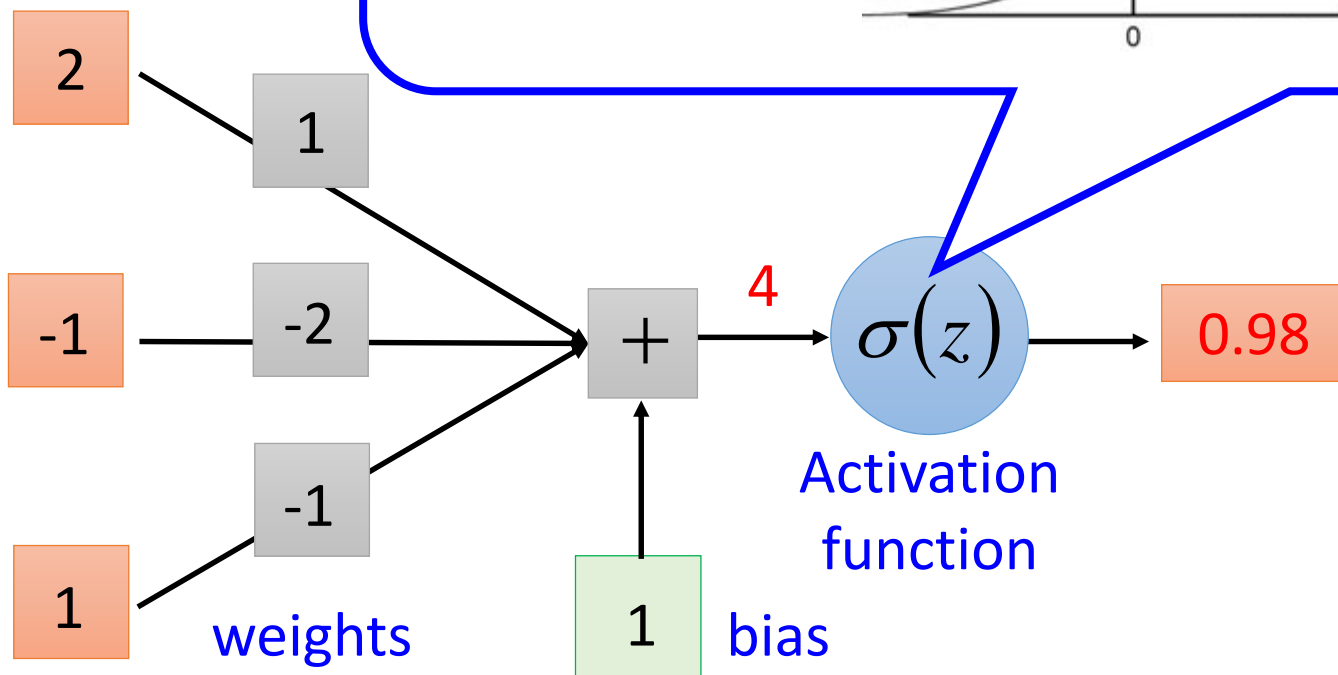 0
2
1
-1
-2
+
4
σ(z)
0.98
-1
1
Activation
function
weights
1
bias